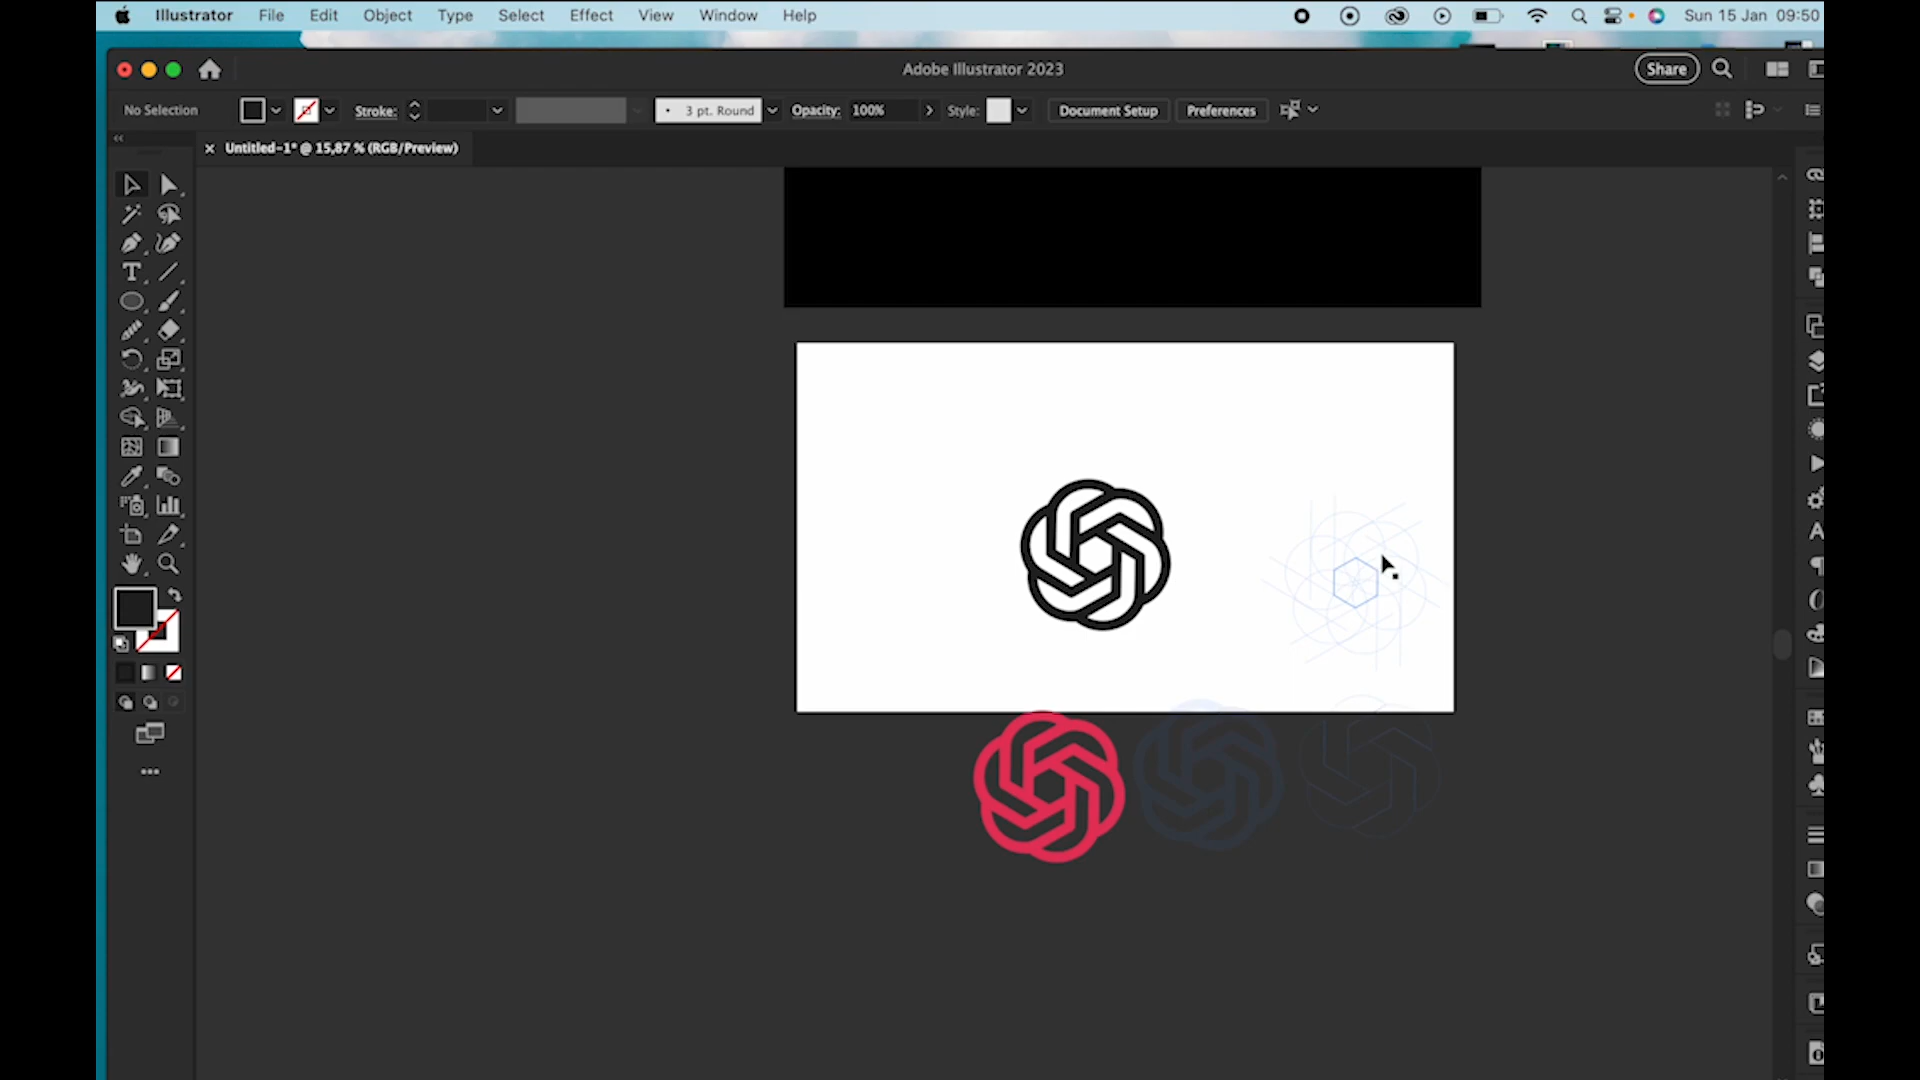 Illustrator File Edit Object Type Select Effect View Window Help Sun 15 Jan 09:50
Adobe Illustrator 2023 Share
No Selection Stroke: 3 pt. Round Opacity: 100% Style: Document Setup Preferences
Untitled-1* @ 15,87 % (RGB/Preview)